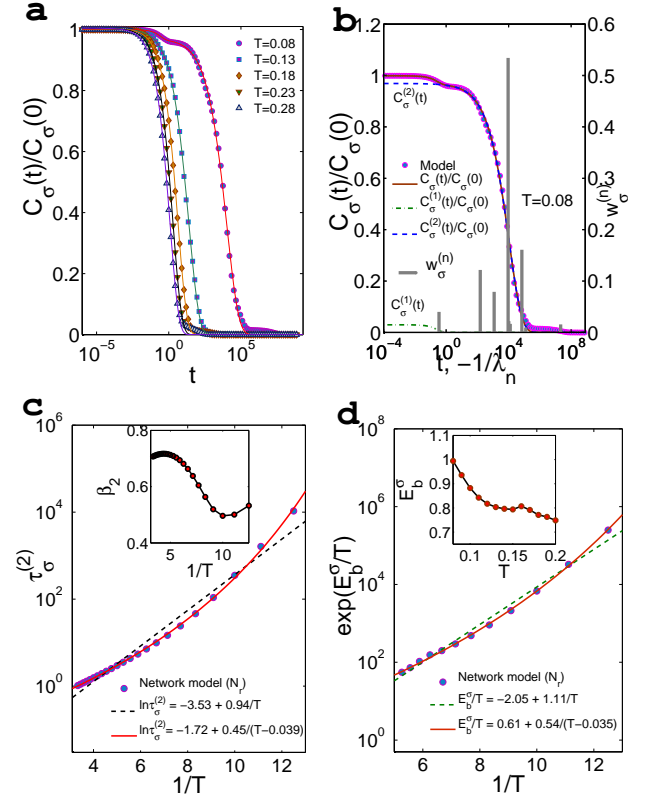 a
C_σ(t)/C_σ(0)
1
0.8
0.6
0.4
0.2
0
T=0.08
T=0.13
T=0.18
T=0.23
T=0.28
10^−5
10^0
10^5
t
b
C_σ(t)/C_σ(0)
1.2
1
0.8
0.6
0.4
0.2
0
0.6
0.5
0.4
0.3
0.2
0.1
0
w_σ^(n)
C_σ^(2)(t)
Model
C_σ(t)/C_σ(0)
C_σ^(1)(t)/C_σ(0)
C_σ^(2)(t)/C_σ(0)
T=0.08
w_σ^(n)
C_σ^(1)(t)
10^−4
10^0
10^4
10^8
t, −1/λ_n
c
τ_σ^(2)
10^6
10^4
10^2
10^0
β_2
0.8
0.6
0.4
4
6
8
10
1/T
Network model (N_r)
lnτ_σ^(2) = −3.53 + 0.94/T
lnτ_σ^(2) = −1.72 + 0.45/(T−0.039)
4
6
8
10
12
1/T
d
exp(E_b^σ/T)
10^8
10^6
10^4
10^2
10^0
E_b^σ
1.1
1
0.9
0.8
0.7
0.1
0.15
0.2
T
Network model (N_r)
E_b^σ/T = −2.05 + 1.11/T
E_b^σ/T = 0.61 + 0.54/(T−0.035)
6
8
10
12
1/T